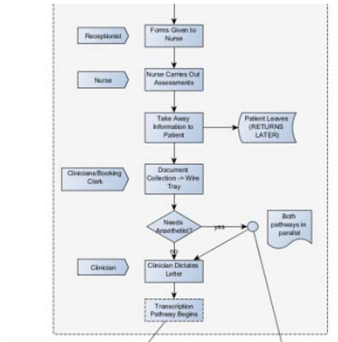 Receptionist
Forms Given to
Nurse
Nurse
Nurse Carries Out
Assessments
Take Away
Information to
Patient
Patient Leaves
(RETURNS
LATER)
Clinicians/Booking
Clerk
Document
Collection -> Wire
Tray
Needs
Anaethetist?
yes
Both
pathways in
parallel
no
Clinician
Clinician Dictates
Letter
Transcription
Pathway Begins